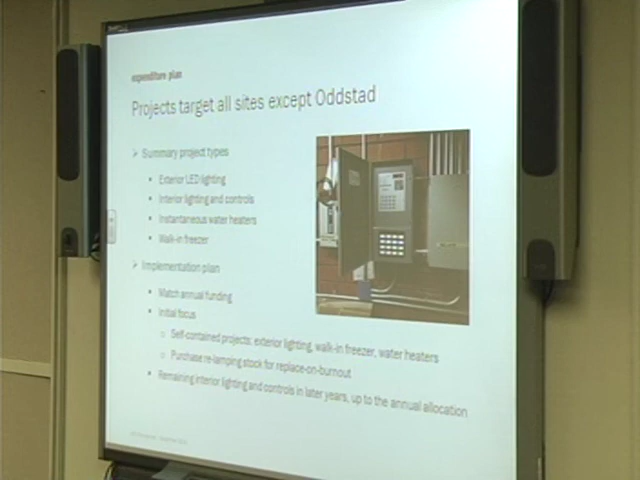 expenditure plan
Projects target all sites except Oddstad
Summary project types
Exterior LED lighting
Interior lighting and controls
Instantaneous water heaters
Walk-in freezer
Implementation plan
Match annual funding
Initial focus
Self-contained projects: exterior lighting, walk-in freezer, water heaters
Purchase re-lamping stock for replace-on-burnout
Remaining interior lighting and controls in later years, up to the annual allocation